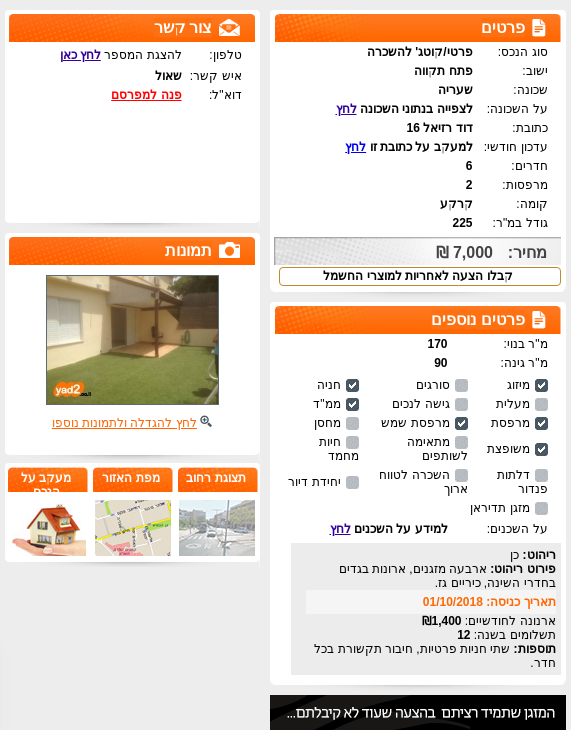 פרטים
סוג הנכס: פרטי/קוטג' להשכרה
ישוב: פתח תקווה
שכונה: שעריה
על השכונה: לצפייה בנתוני השכונה לחץ
כתובת: דוד רזיאל 16
עדכון חודשי: למעקב על כתובת זו לחץ
חדרים: 6
מרפסות: 2
קומה: קרקע
גודל במ"ר: 225
מחיר: 7,000 ₪
קבלו הצעה לאחריות למוצרי החשמל
פרטים נוספים
מ"ר בנוי: 170
מ"ר גינה: 90
מיזוג סורגים חניה
מעלית גישה לנכים ממ"ד
מרפסת מרפסת שמש מחסן
משופצת מתאימה לשותפים חיות מחמד
דלתות פנדור השכרה לטווח ארוך יחידת דיור
מזגן תדיראן
על השכנים: למידע על השכנים לחץ
ריהוט: כן
פירוט ריהוט: ארבעה מזגנים, ארונות בגדים
בחדרי השינה, כיריים גז.
תאריך כניסה: 01/10/2018
ארנונה לחודשיים: 1,400₪
תשלומים בשנה: 12
תוספות: שתי חניות פרטיות, חיבור תקשורת בכל
חדר.
המזגן שתמיד רציתם בהצעה שעוד לא קיבלתם...
צור קשר
טלפון: להצגת המספר לחץ כאן
איש קשר: שאול
דוא"ל: פנה למפרסם
תמונות
yad2.co.il
לחץ להגדלה ולתמונות נוספו
תצוגת רחוב
מפת האזור
מעקב על
הנכס